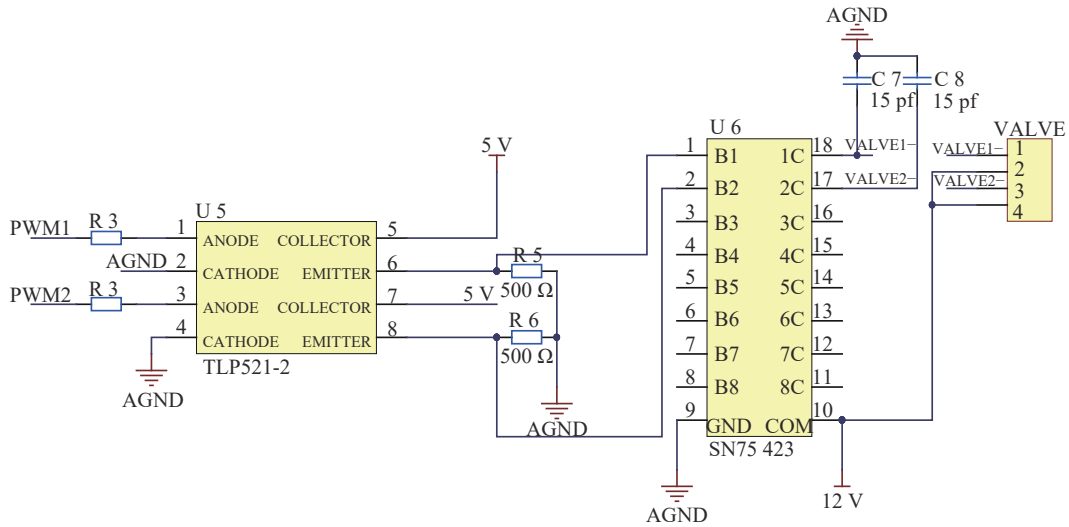 AGND
C 7
C 8
15 pf
15 pf
U 6
VALVE
1
B1
1C
18
VALVE1−
VALVE1−
1
5 V
2
2
B2
2C
17
VALVE2−
VALVE2−
3
U 5
3
B3
3C
16
4
PWM1
R 3
1
ANODE
COLLECTOR
5
4
B4
4C
15
AGND
2
CATHODE
EMITTER
6
R 5
5
B5
5C
14
500 Ω
PWM2
R 3
3
ANODE
COLLECTOR
7
5 V
6
B6
6C
13
R 6
4
CATHODE
EMITTER
8
7
B7
7C
12
500 Ω
TLP521-2
8
B8
8C
11
AGND
9
GND
COM
10
AGND
SN75 423
12 V
AGND